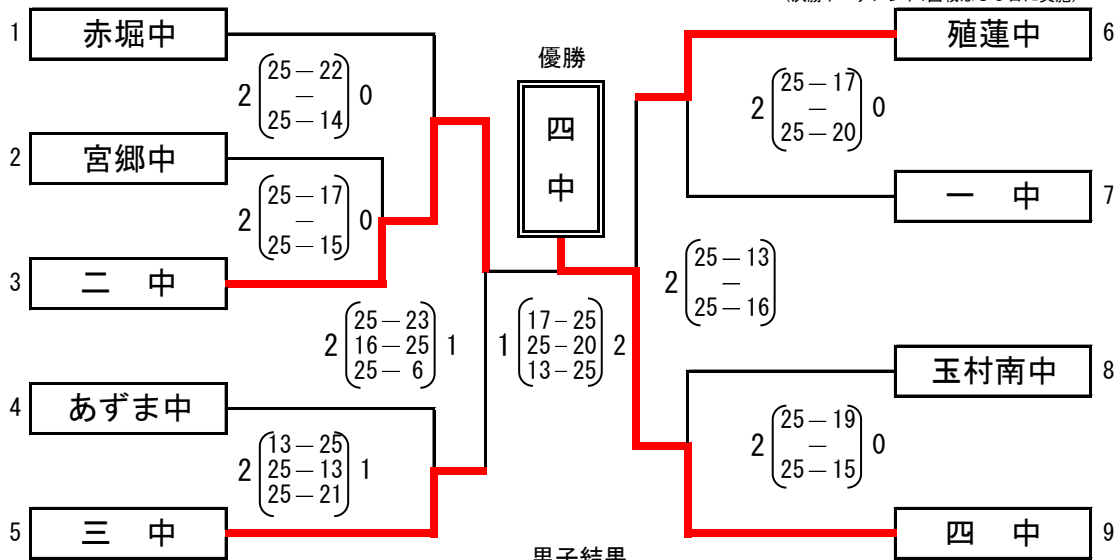 優勝
四
中
1 赤堀中
2 宮郷中
3 二 中
4 あずま中
5 三 中
6 殖蓮中
7 一 中
8 玉村南中
9 四 中
25－22
2 － 0
25－14
25－17
2 － 0
25－15
25－23
2 16－25 1
25－ 6
13－25
2 25－13 1
25－21
17－25
1 25－20 2
13－25
25－17
2 － 0
25－20
25－13
2 －
25－16
25－19
2 － 0
25－15